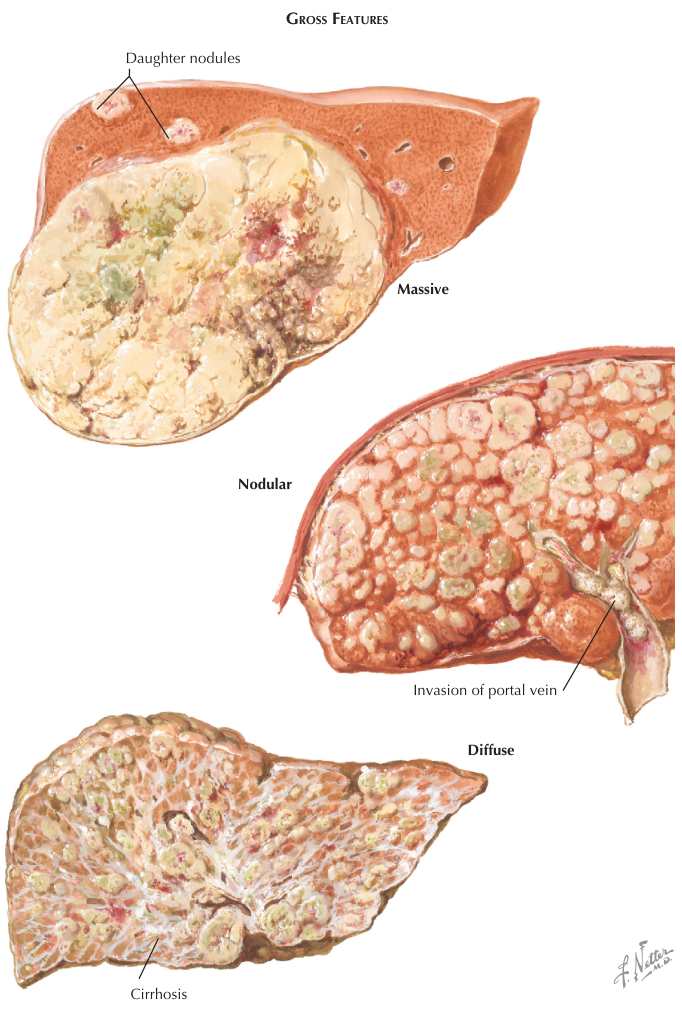 Gross Features
Daughter nodules
Massive
Nodular
Invasion of portal vein
Diffuse
Cirrhosis
F. Netter
M.D.